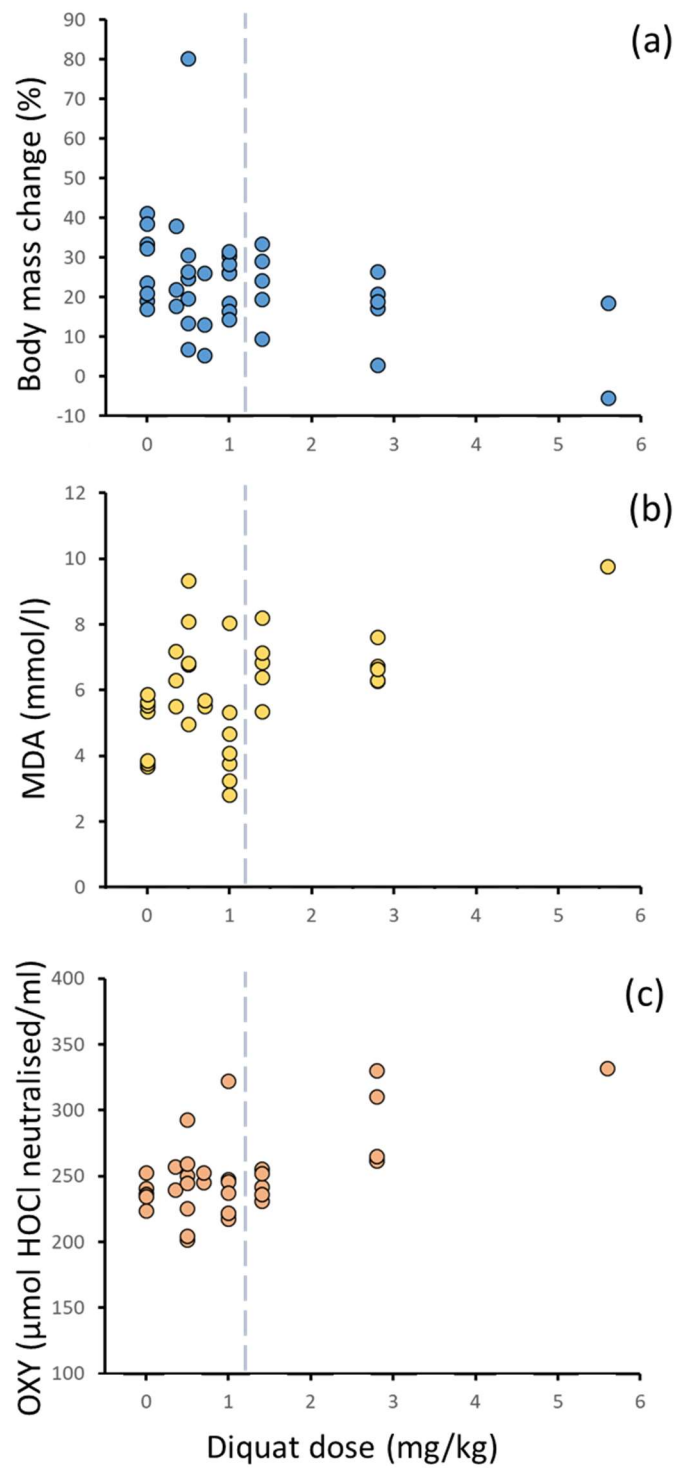 (a)
Body mass change (%)
90
80
70
60
50
40
30
20
10
0
-10
0 1 2 3 4 5 6
(b)
MDA (mmol/l)
12
10
8
6
4
2
0
0 1 2 3 4 5 6
(c)
OXY (μmol HOCl neutralised/ml)
400
350
300
250
200
150
100
0 1 2 3 4 5 6
Diquat dose (mg/kg)